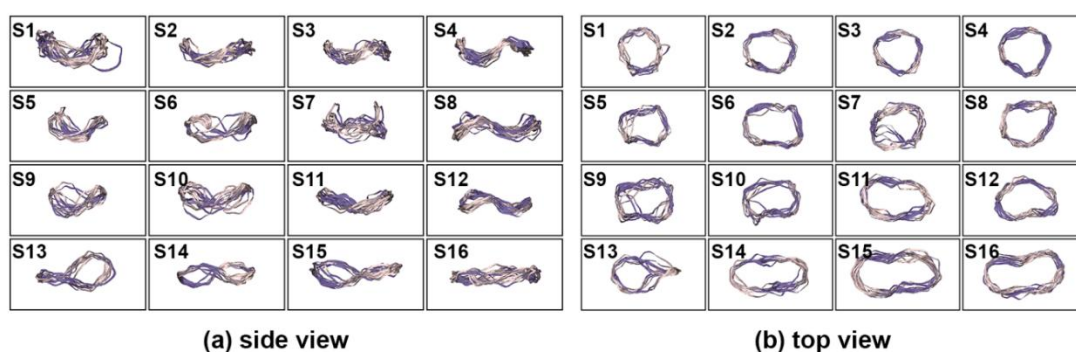 S1 S2 S3 S4
S5 S6 S7 S8
S9 S10 S11 S12
S13 S14 S15 S16
(a) side view
S1 S2 S3 S4
S5 S6 S7 S8
S9 S10 S11 S12
S13 S14 S15 S16
(b) top view